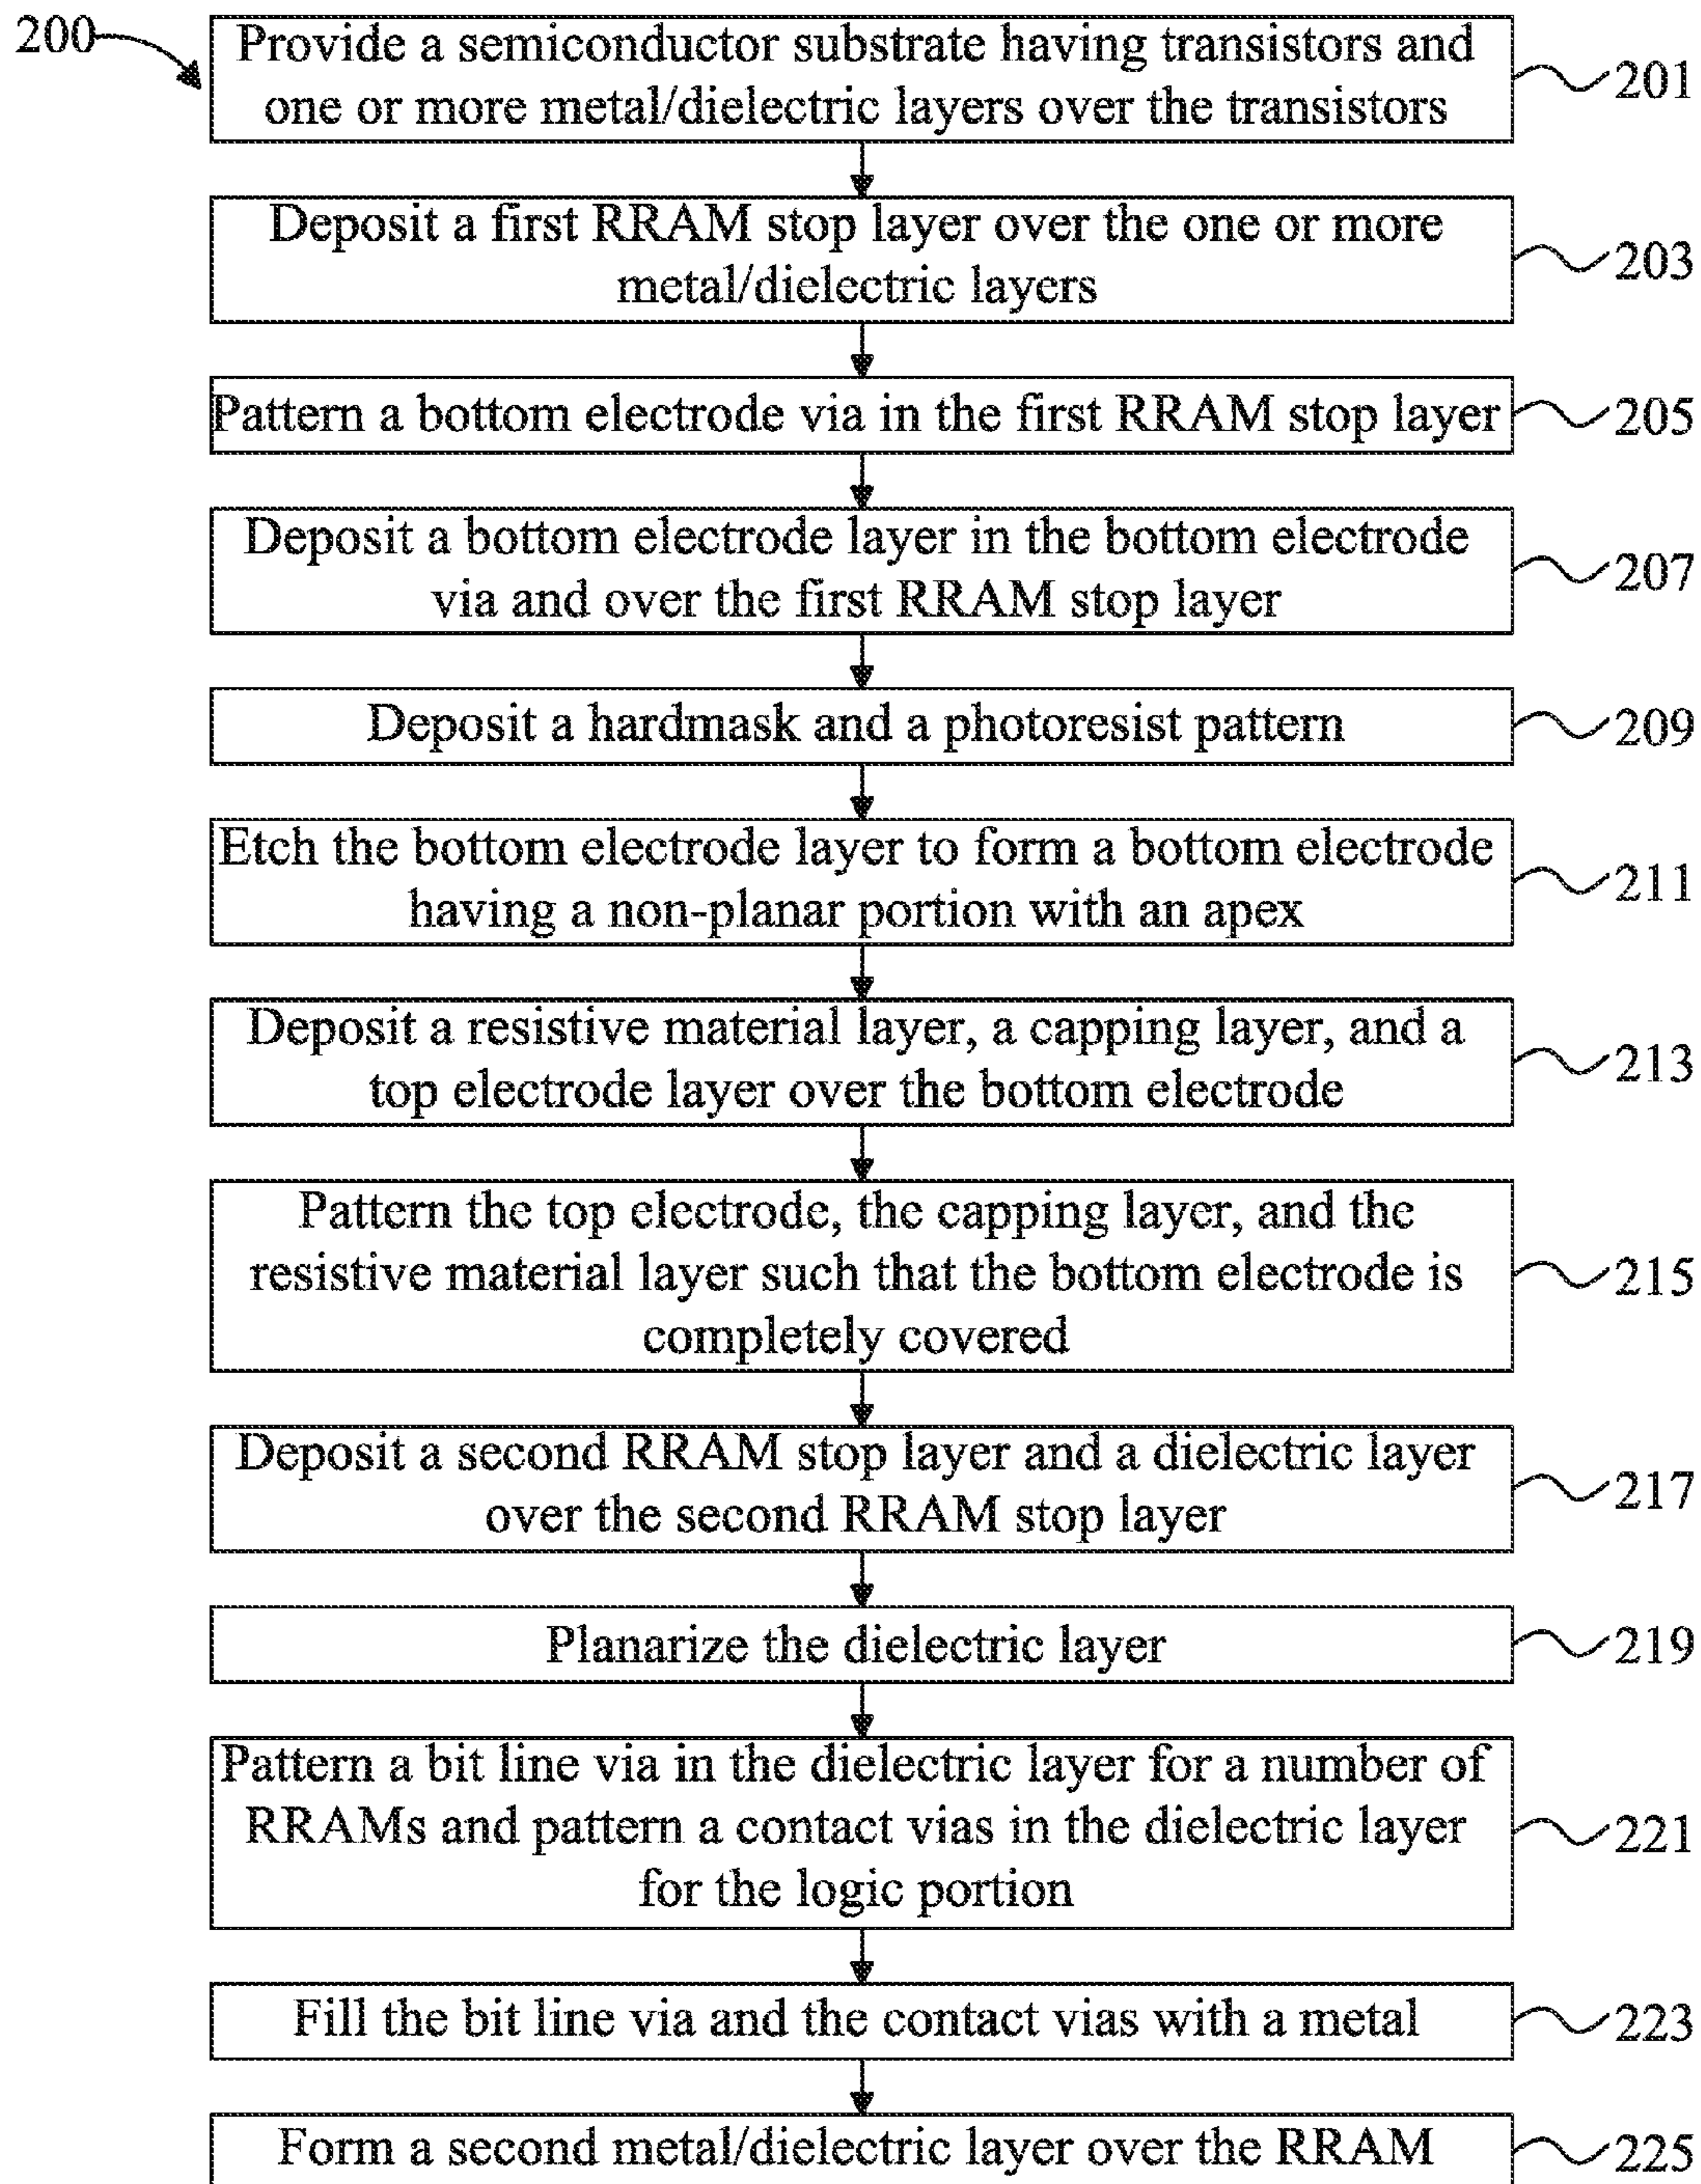 200
Provide a semiconductor substrate having transistors and
one or more metal/dielectric layers over the transistors
201
Deposit a first RRAM stop layer over the one or more
metal/dielectric layers
203
Pattern a bottom electrode via in the first RRAM stop layer
205
Deposit a bottom electrode layer in the bottom electrode
via and over the first RRAM stop layer
207
Deposit a hardmask and a photoresist pattern
209
Etch the bottom electrode layer to form a bottom electrode
having a non-planar portion with an apex
211
Deposit a resistive material layer, a capping layer, and a
top electrode layer over the bottom electrode
213
Pattern the top electrode, the capping layer, and the
resistive material layer such that the bottom electrode is
completely covered
215
Deposit a second RRAM stop layer and a dielectric layer
over the second RRAM stop layer
217
Planarize the dielectric layer
219
Pattern a bit line via in the dielectric layer for a number of
RRAMs and pattern a contact vias in the dielectric layer
for the logic portion
221
Fill the bit line via and the contact vias with a metal
223
Form a second metal/dielectric layer over the RRAM
225